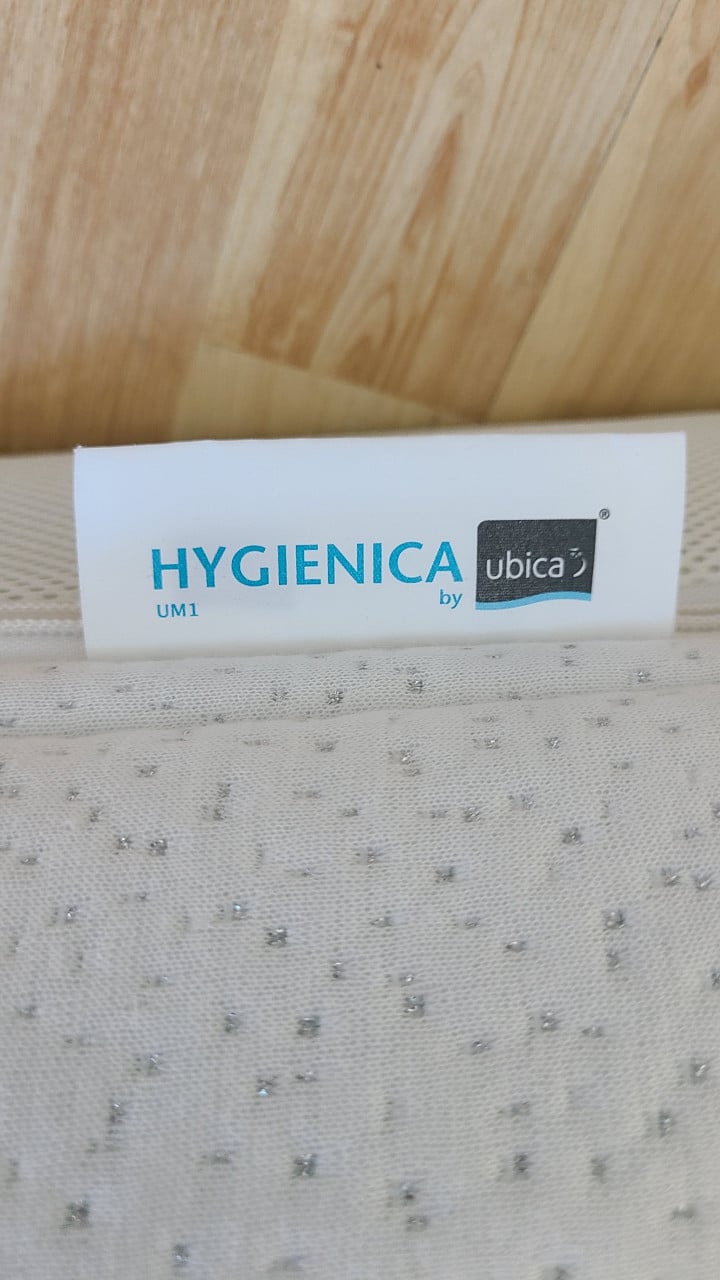 HYGIENICA
UM1
by
ubica
®